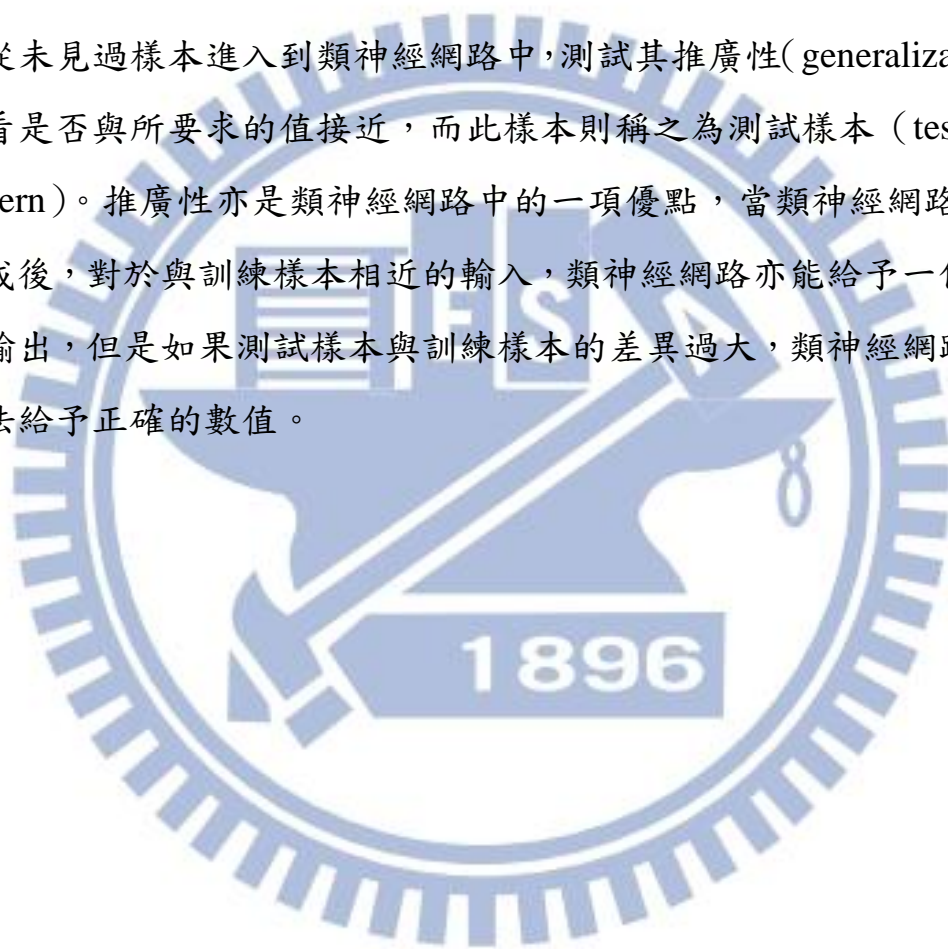 從未見過樣本進入到類神經網路中，測試其推廣性（generaliza
看是否與所要求的值接近，而此樣本則稱之為測試樣本（tes
ern）。推廣性亦是類神經網路中的一項優點，當類神經網路
成後，對於與訓練樣本相近的輸入，類神經網路亦能給予一
輸出，但是如果測試樣本與訓練樣本的差異過大，類神經網路
法給予正確的數值。
E S A
1896